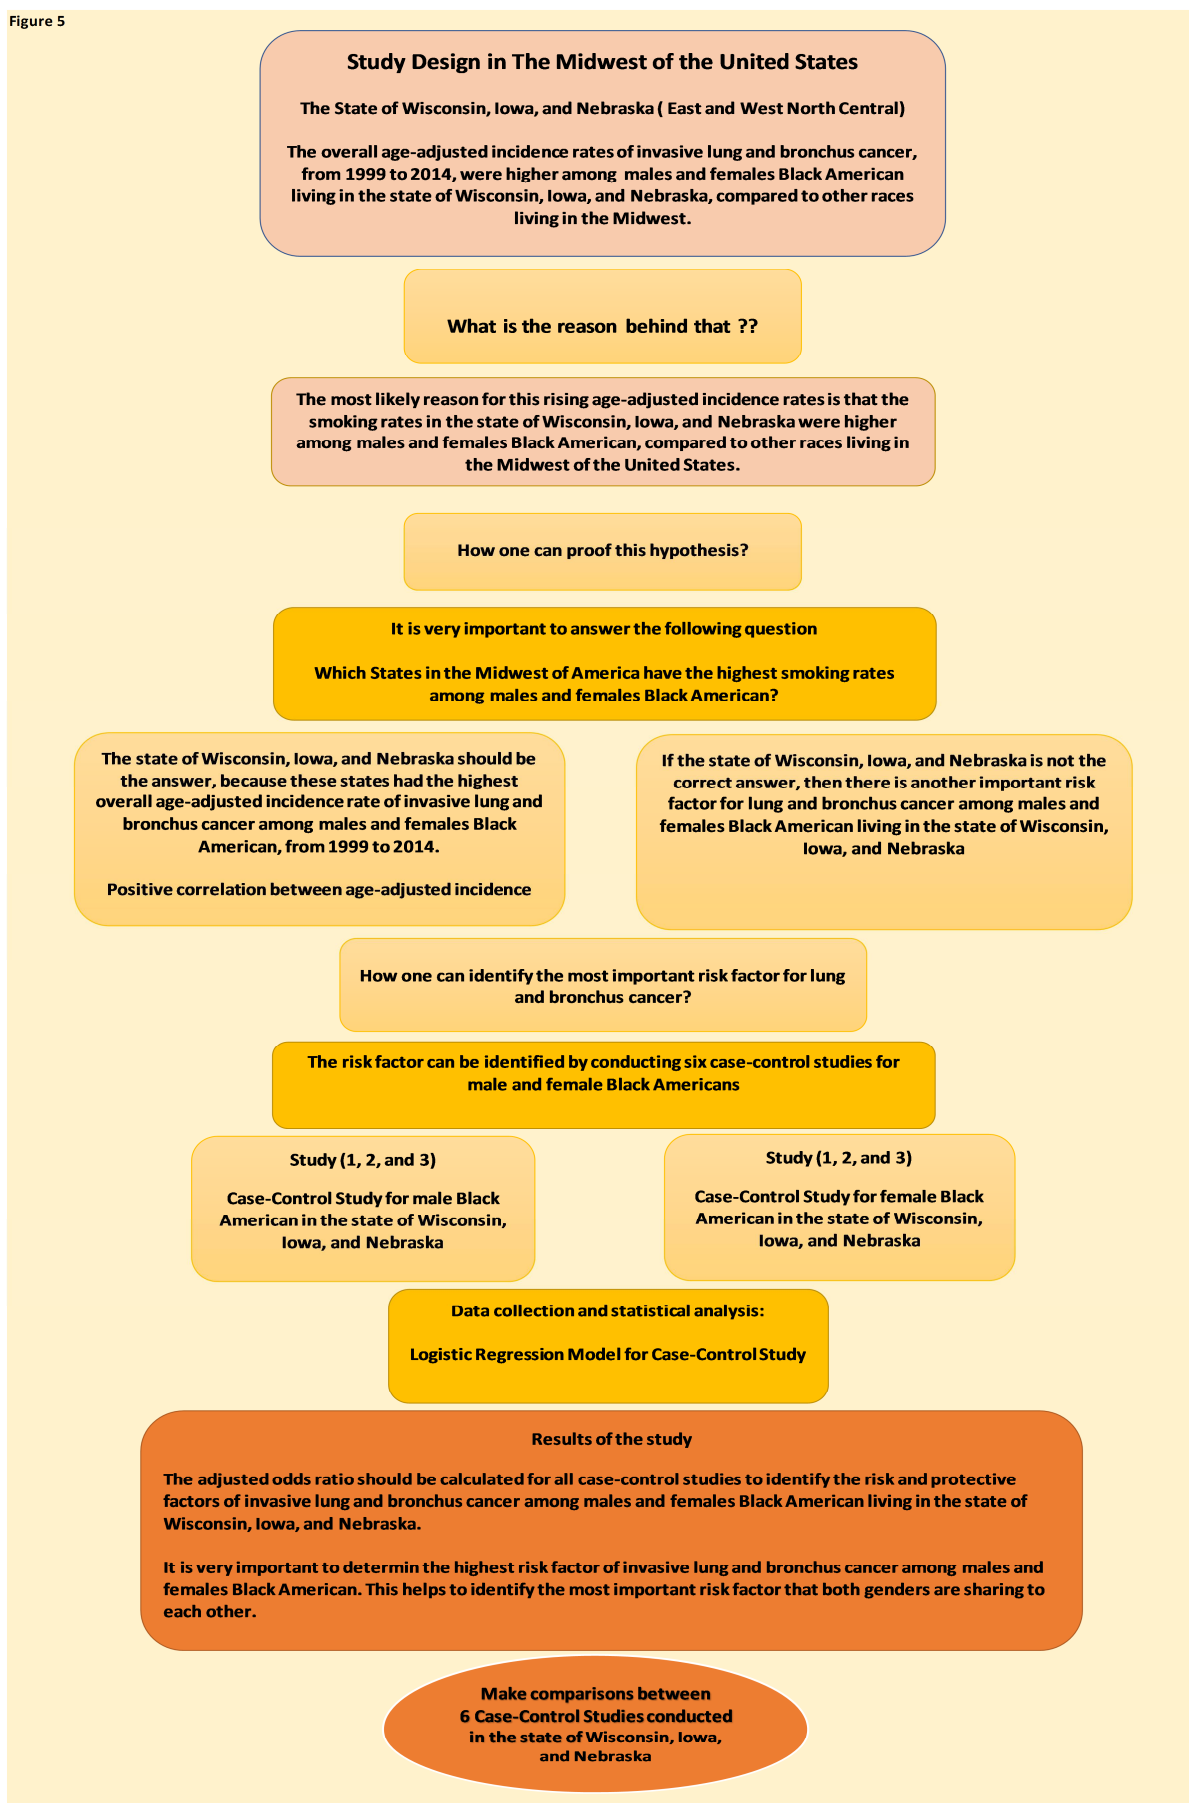 Figure 5
Study Design in The Midwest of the United States
The State of Wisconsin, Iowa, and Nebraska ( East and West North Central)
The overall age-adjusted incidence rates of invasive lung and bronchus cancer,
from 1999 to 2014, were higher among males and females Black American
living in the state of Wisconsin, Iowa, and Nebraska, compared to other races
living in the Midwest.
What is the reason behind that ??
The most likely reason for this rising age-adjusted incidence rates is that the
smoking rates in the state of Wisconsin, Iowa, and Nebraska were higher
among males and females Black American, compared to other races living in
the Midwest of the United States.
How one can proof this hypothesis?
It is very important to answer the following question
Which States in the Midwest of America have the highest smoking rates
among males and females Black American?
The state of Wisconsin, Iowa, and Nebraska should be
the answer, because these states had the highest
overall age-adjusted incidence rate of invasive lung and
bronchus cancer among males and females Black
American, from 1999 to 2014.
Positive correlation between age-adjusted incidence
If the state of Wisconsin, Iowa, and Nebraska is not the
correct answer, then there is another important risk
factor for lung and bronchus cancer among males and
females Black American living in the state of Wisconsin,
Iowa, and Nebraska
How one can identify the most important risk factor for lung
and bronchus cancer?
The risk factor can be identified by conducting six case-control studies for
male and female Black Americans
Study (1, 2, and 3)
Case-Control Study for male Black
American in the state of Wisconsin,
Iowa, and Nebraska
Study (1, 2, and 3)
Case-Control Study for female Black
American in the state of Wisconsin,
Iowa, and Nebraska
Data collection and statistical analysis:
Logistic Regression Model for Case-Control Study
Results of the study
The adjusted odds ratio should be calculated for all case-control studies to identify the risk and protective
factors of invasive lung and bronchus cancer among males and females Black American living in the state of
Wisconsin, Iowa, and Nebraska.
It is very important to determin the highest risk factor of invasive lung and bronchus cancer among males and
females Black American. This helps to identify the most important risk factor that both genders are sharing to
each other.
Make comparisons between
6 Case-Control Studies conducted
in the state of Wisconsin, Iowa,
and Nebraska